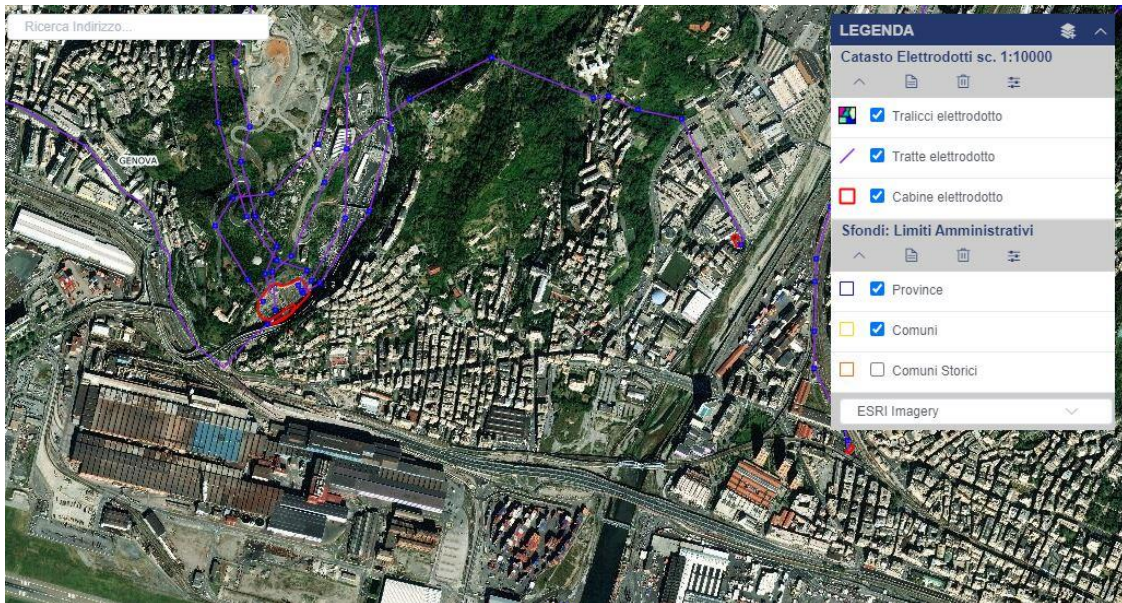 Ricerca Indirizzo...
GENOVA
LEGENDA
Catasto Elettrodotti sc. 1:10000
Tralicci elettrodotto
Tratte elettrodotto
Cabine elettrodotto
Sfondi: Limiti Amministrativi
Province
Comuni
Comuni Storici
ESRI Imagery